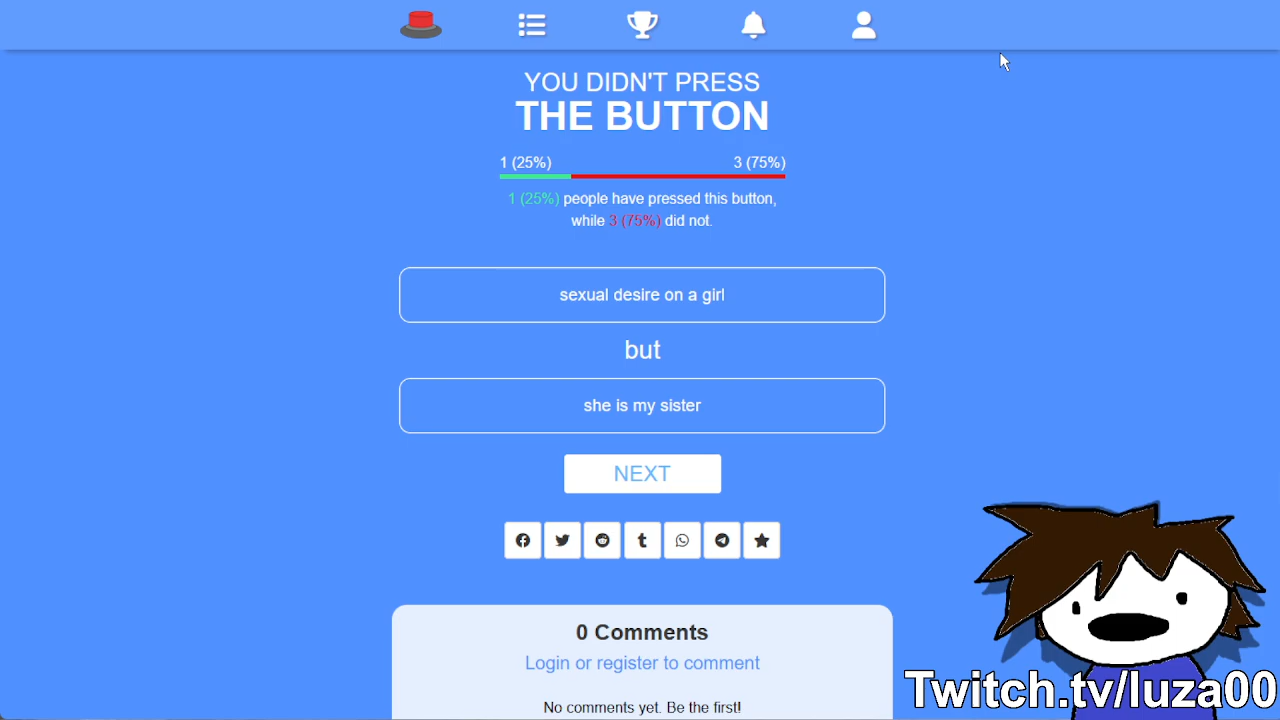 YOU DIDN'T PRESS
THE BUTTON
1 (25%) 3 (75%)
1 (25%) people have pressed this button,
while 3 (75%) did not.
sexual desire on a girl
but
she is my sister
NEXT
0 Comments
Login or register to comment
No comments yet. Be the first!
Twitch.tv/luza00